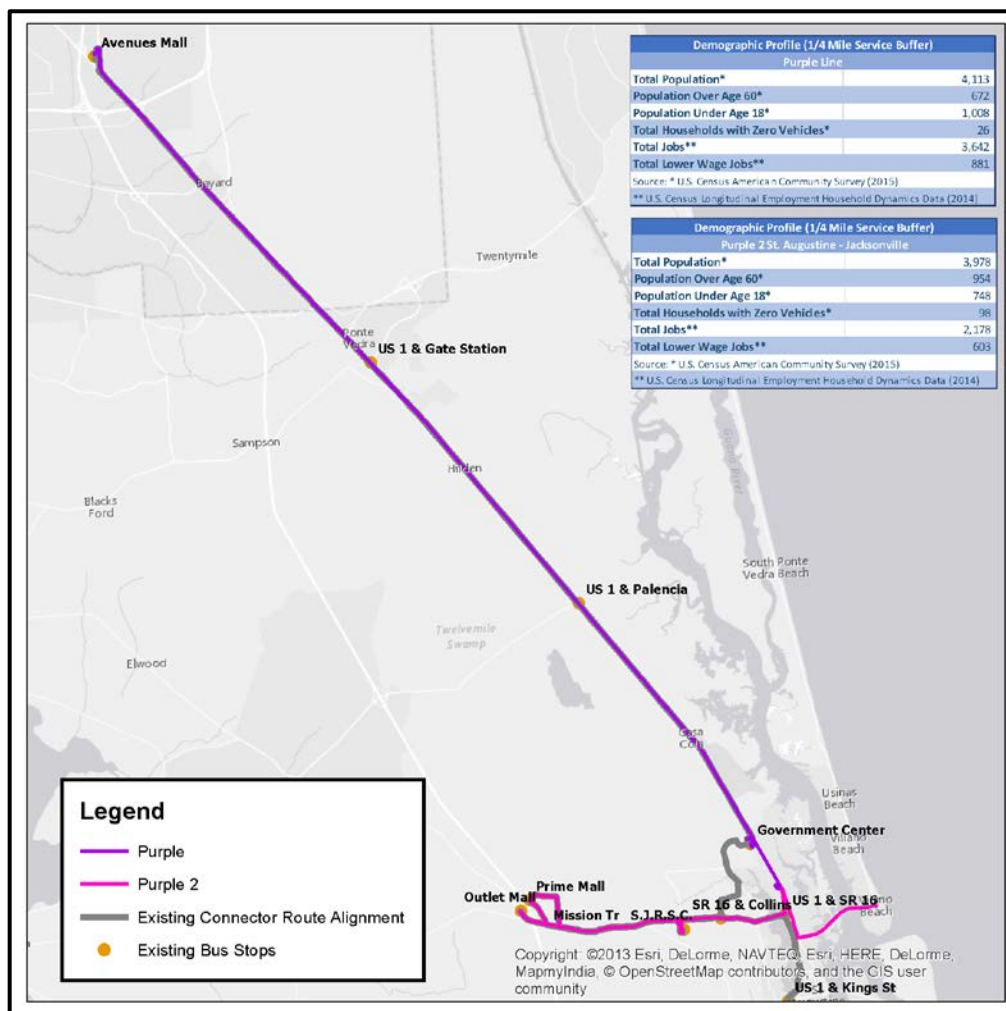 Avenues Mall
Demographic Profile (1/4 Mile Service Buffer)
Purple Line
Total Population* 4,113
Population Over Age 60* 672
Population Under Age 18* 1,008
Total Households with Zero Vehicles* 26
Total Jobs** 3,642
Total Lower Wage Jobs** 881
Source: * U.S. Census American Community Survey (2015)
** U.S. Census Longitudinal Employment Household Dynamics Data (2014)
Bayard
Demographic Profile (1/4 Mile Service Buffer)
Purple 2 St. Augustine - Jacksonville
Total Population* 3,978
Population Over Age 60* 954
Population Under Age 18* 748
Total Households with Zero Vehicles* 98
Total Jobs** 2,178
Total Lower Wage Jobs** 603
Source: * U.S. Census American Community Survey (2015)
** U.S. Census Longitudinal Employment Household Dynamics Data (2014)
Twentymile
Ponte
Vedra
US 1 & Gate Station
Sampson
Hilden
Blacks
Ford
South Ponte
Vedra Beach
US 1 & Palencia
Twelvemile
Swamp
Elwood
Casa
Cola
Usinas
Beach
Vilano
Beach
Government Center
Legend
Purple
Purple 2
Existing Connector Route Alignment
Existing Bus Stops
Prime Mall
Outlet Mall
Mission Tr
S.J.R.S.C.
SR 16 & Collins
US 1 & SR 16
Beach
Copyright: ©2013 Esri, DeLorme, NAVTEQ, Esri, HERE, DeLorme,
MapmyIndia, © OpenStreetMap contributors, and the GIS user
community
US 1 & Kings St